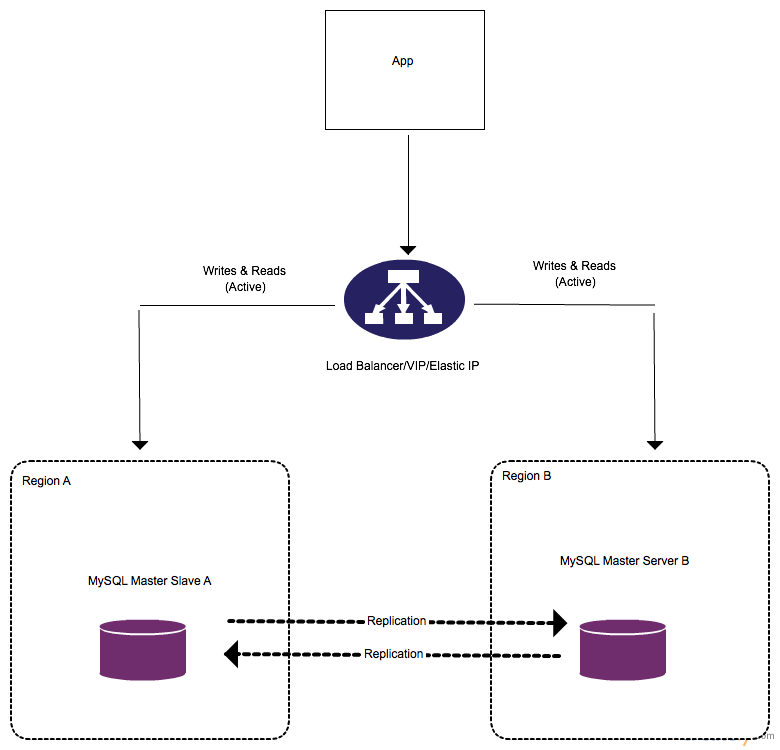 App
Writes & Reads
(Active)
Writes & Reads
(Active)
Load Balancer/VIP/Elastic IP
Region A
Region B
MySQL Master Slave A
MySQL Master Server B
Replication
Replication